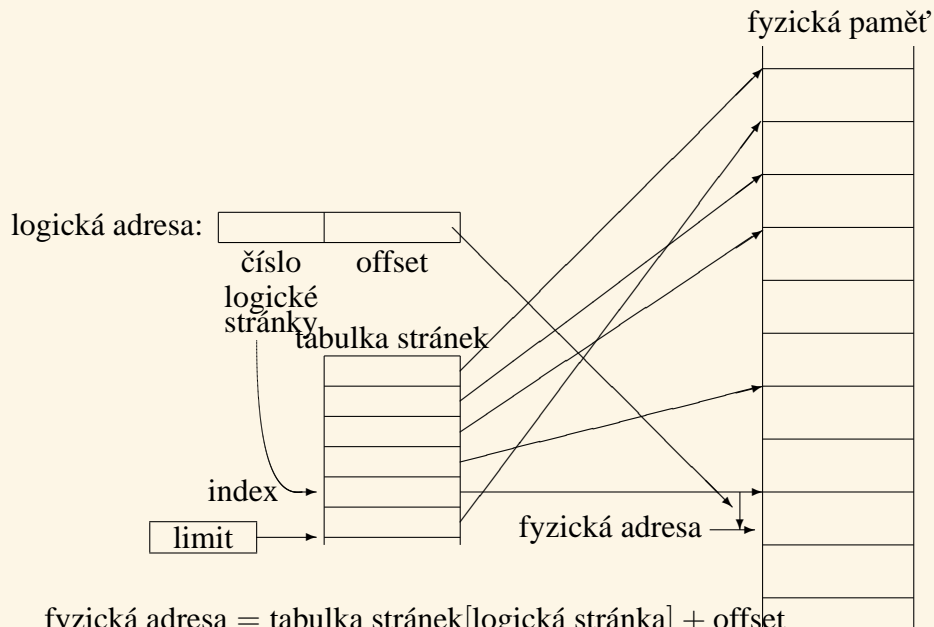 fyzická paměť
logická adresa:
číslo
logické
stránky
offset
tabulka stránek
index
limit
fyzická adresa
fyzická adresa = tabulka stránek[logická stránka] + offset